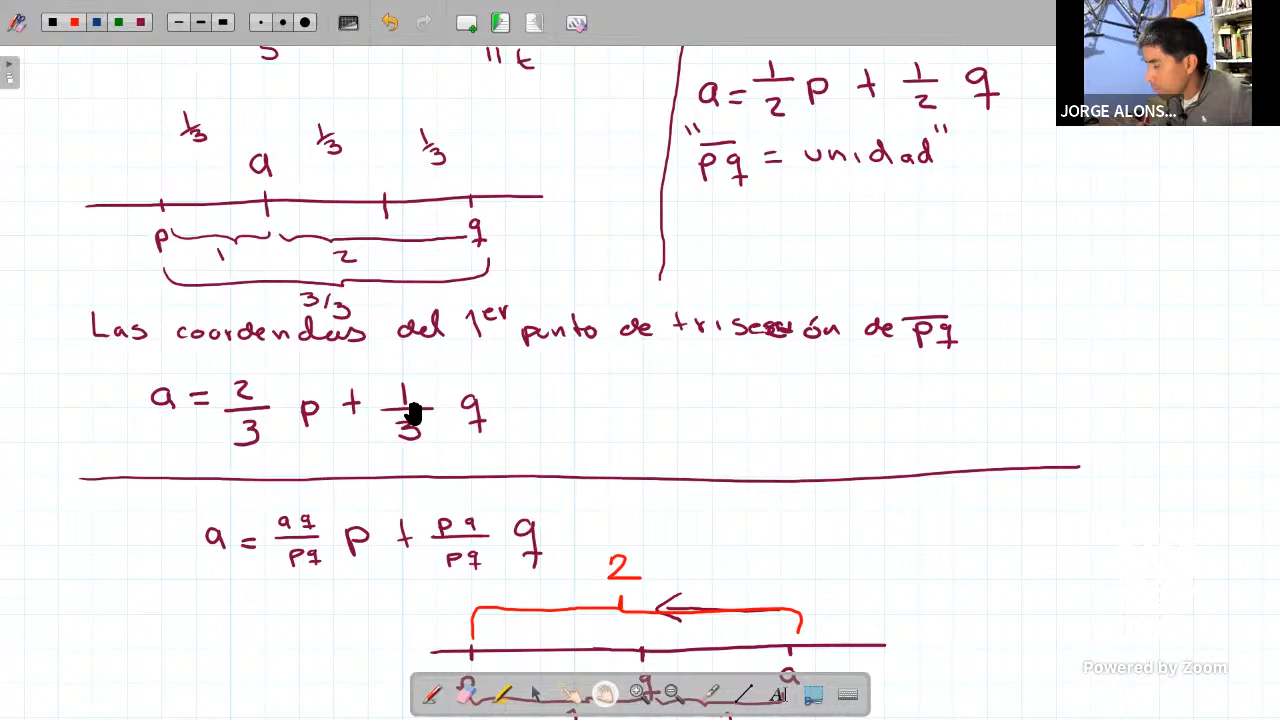 a = 1/2 p + 1/2 q
"pq = unidad"
JORGE ALONS...
1/3 1/3 1/3
a
p q
1 2
3/3
Las coordendas del 1er punto de trisesión de pq
a = 2/3 p + 1/3 q
a = aq/pq p + pa/pq q
2
q a
Powered by Zoom